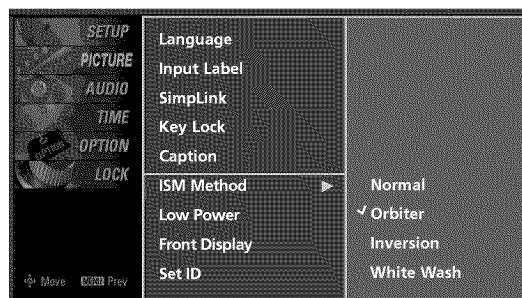 SETUP
PICTURE
AUDIO
TIME
OPTION
LOCK
Move MENU Prev
Language
Input Label
SimpLink
Key Lock
Caption
ISM Method
Low Power
Front Display
Set ID
Normal
Orbiter
Inversion
White Wash